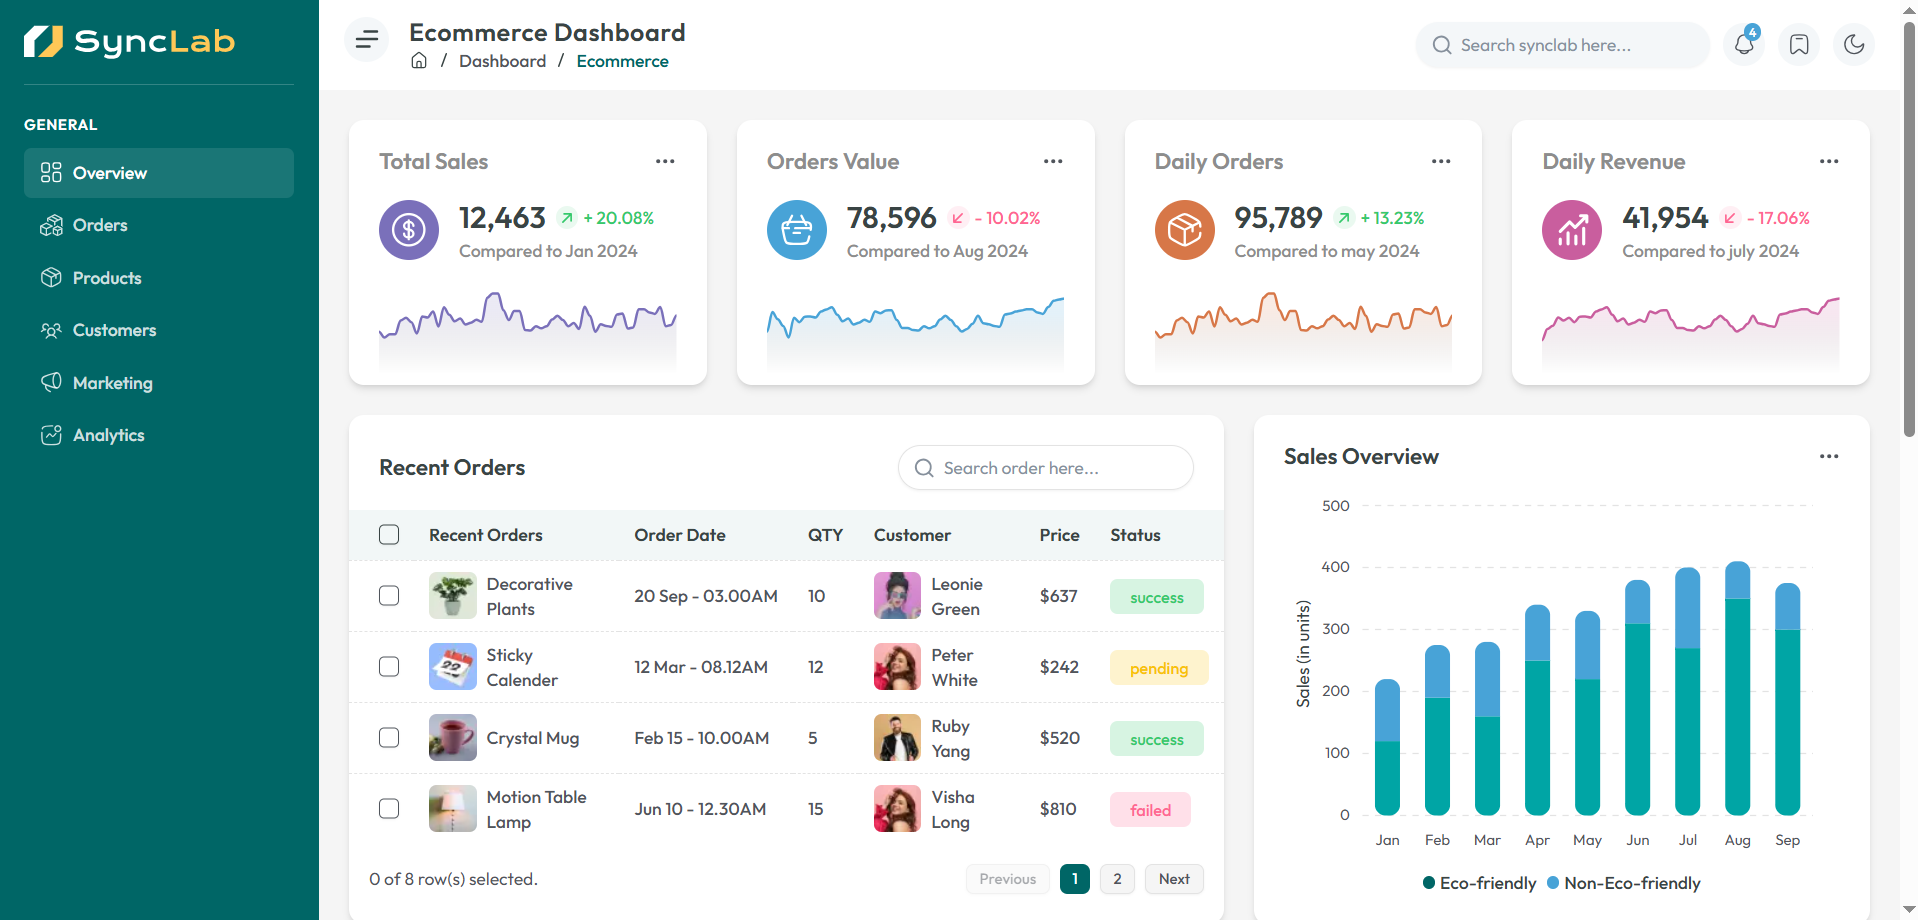 SyncLab
GENERAL
Overview
Orders
Products
Customers
Marketing
Analytics
Ecommerce Dashboard
/ Dashboard / Ecommerce
Search synclab here...
4
Total Sales
12,463 + 20.08%
Compared to Jan 2024
Orders Value
78,596 - 10.02%
Compared to Aug 2024
Daily Orders
95,789 + 13.23%
Compared to may 2024
Daily Revenue
41,954 - 17.06%
Compared to july 2024
Recent Orders
Search order here...
Recent Orders Order Date QTY Customer Price Status
Decorative
Plants
20 Sep - 03.00AM 10
Leonie
Green
$637 success
Sticky
Calender
12 Mar - 08.12AM 12
Peter
White
$242 pending
Crystal Mug
Feb 15 - 10.00AM 5
Ruby
Yang
$520 success
Motion Table
Lamp
Jun 10 - 12.30AM 15
Visha
Long
$810 failed
0 of 8 row(s) selected.
Previous 1 2 Next
Sales Overview
Sales (in units)
500
400
300
200
100
0
Jan Feb Mar Apr May Jun Jul Aug Sep
Eco-friendly Non-Eco-friendly
22